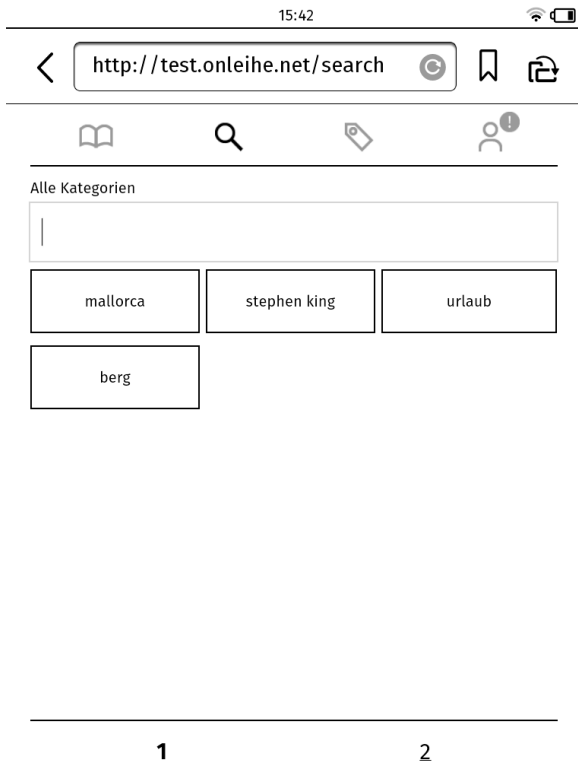 15:42
http://test.onleihe.net/search
!
Alle Kategorien
mallorca stephen king urlaub
berg
1 2